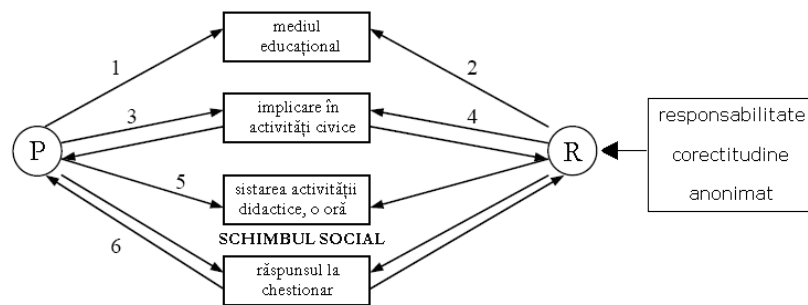 mediul
educațional
1
2
implicare în
activități civice
3
4
P
R
responsabilitate
corectitudine
anonimat
5
sistarea activității
didactice, o oră
SCHIMBUL SOCIAL
6
răspunsul la
chestionar